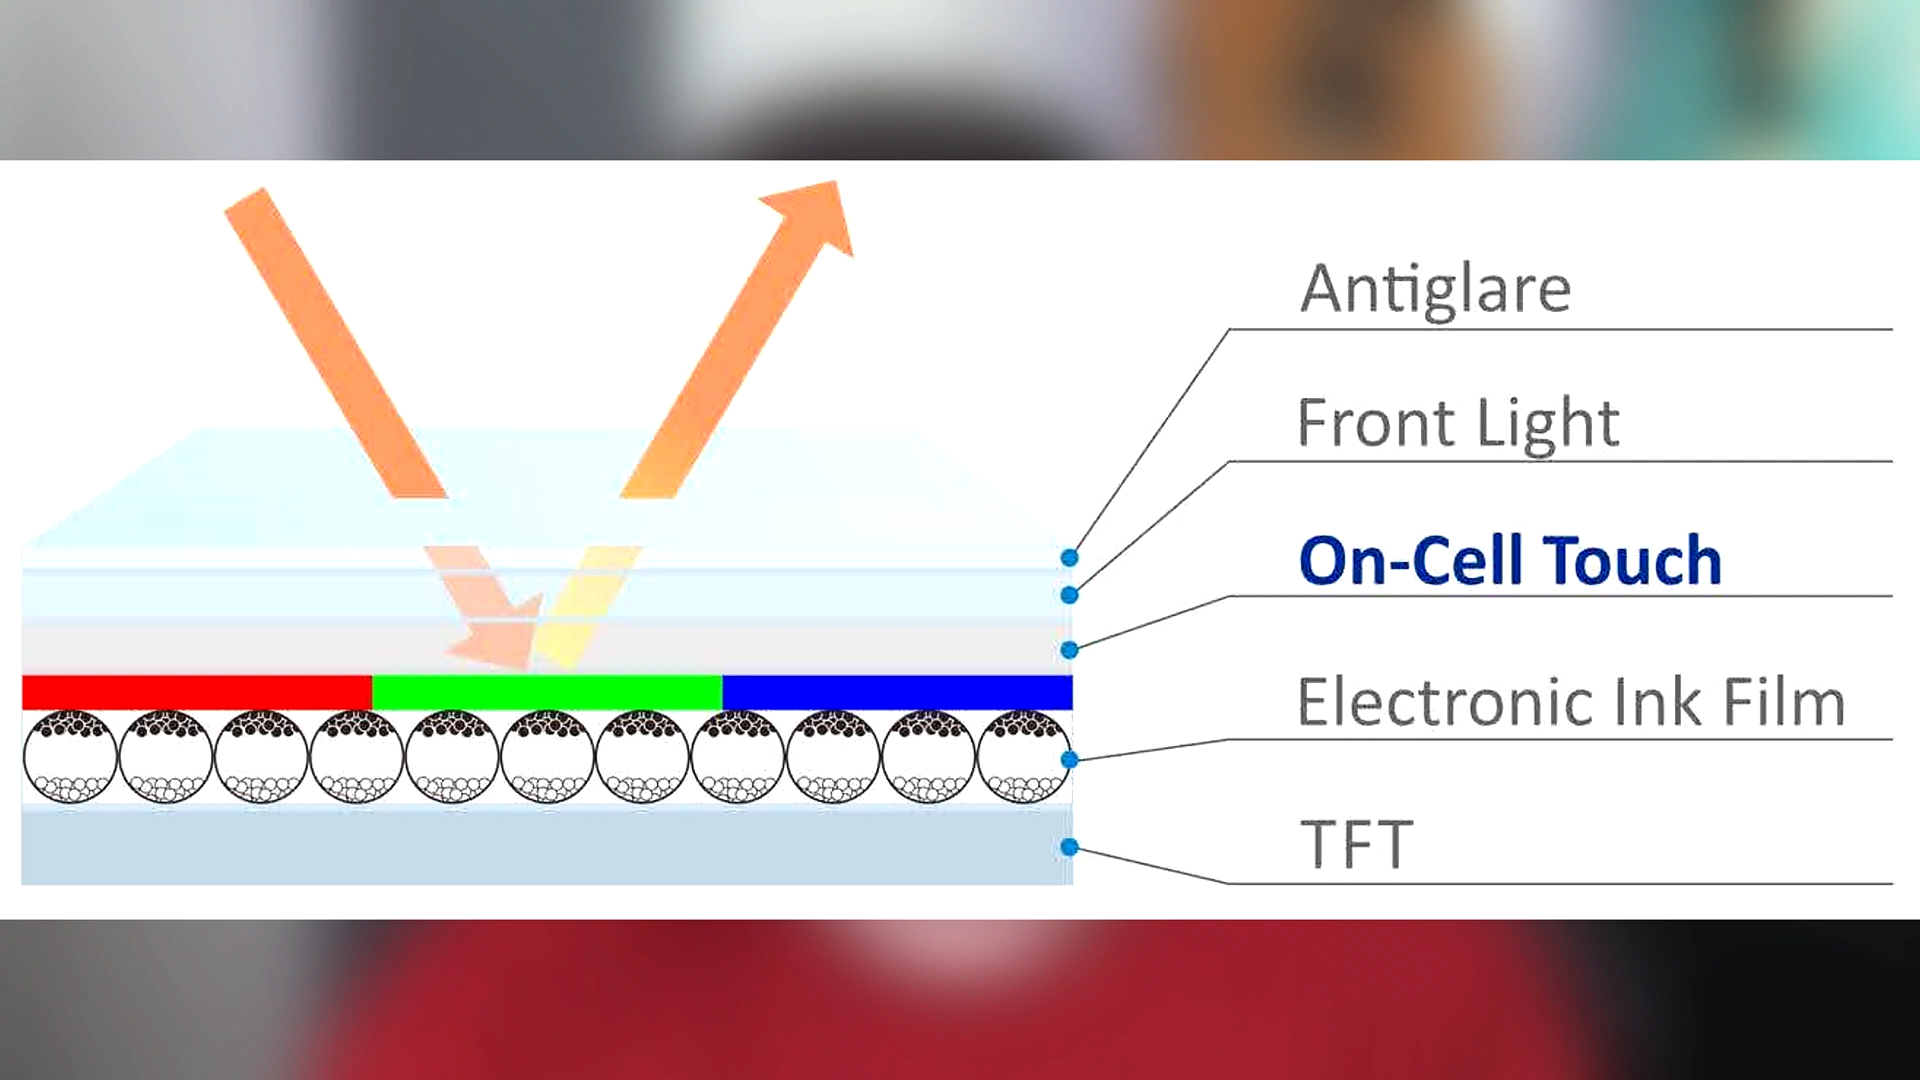 Antiglare
Front Light
On-Cell Touch
Electronic Ink Film
TFT